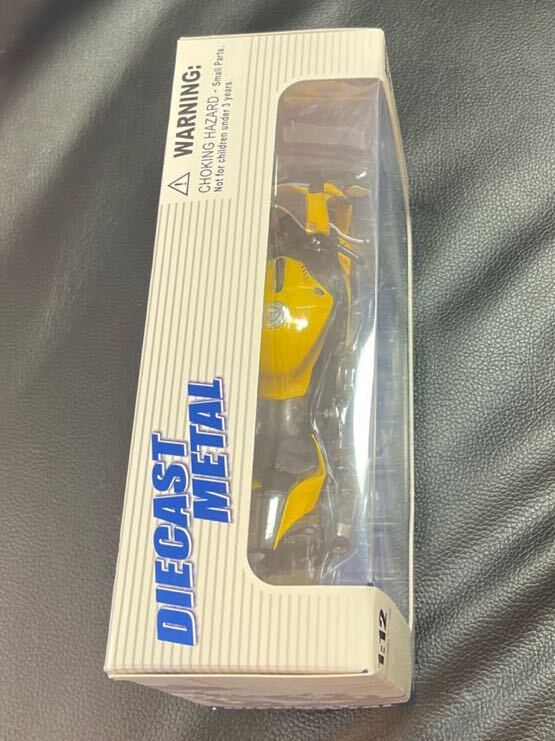 WARNING:
CHOKING HAZARD - Small Parts.
Not for children under 3 years.
DIECAST
METAL
1:12